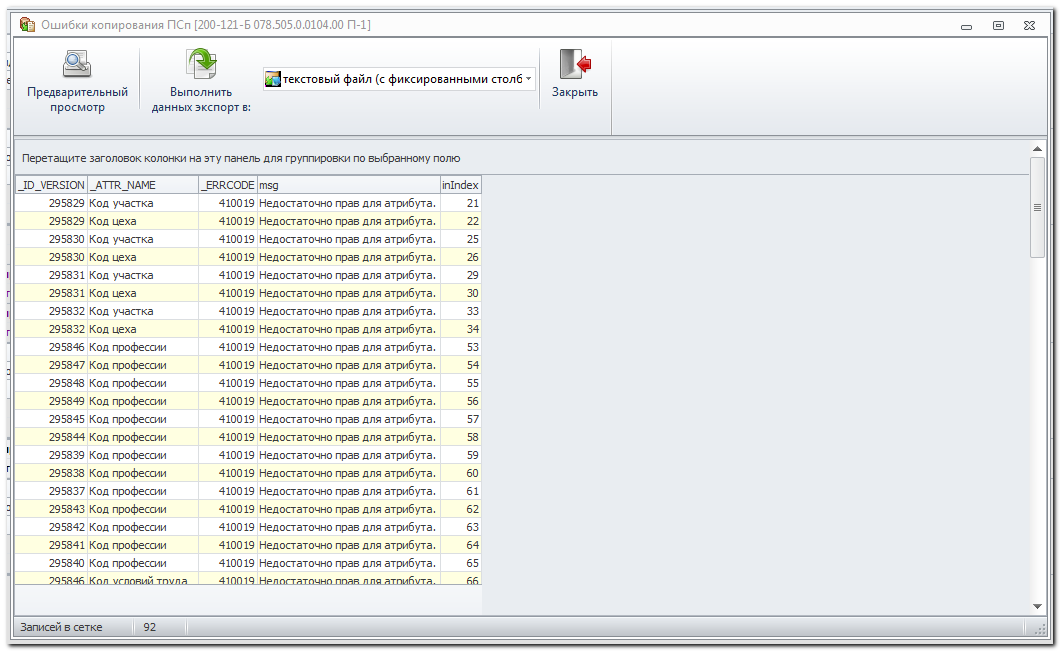 Ошибки копирования ПСп [200-121-Б 078.505.0.0104.00 П-1]
Предварительный
просмотр
Выполнить
данных экспорт в:
текстовый файл (с фиксированными столб
Закрыть
Перетащите заголовок колонки на эту панель для группировки по выбранному полю
_ID_VERSION _ATTR_NAME _ERRCODE msg inIndex
295829 Код участка 410019 Недостаточно прав для атрибута. 21
295829 Код цеха 410019 Недостаточно прав для атрибута. 22
295830 Код участка 410019 Недостаточно прав для атрибута. 25
295830 Код цеха 410019 Недостаточно прав для атрибута. 26
295831 Код участка 410019 Недостаточно прав для атрибута. 29
295831 Код цеха 410019 Недостаточно прав для атрибута. 30
295832 Код участка 410019 Недостаточно прав для атрибута. 33
295832 Код цеха 410019 Недостаточно прав для атрибута. 34
295846 Код профессии 410019 Недостаточно прав для атрибута. 53
295847 Код профессии 410019 Недостаточно прав для атрибута. 54
295848 Код профессии 410019 Недостаточно прав для атрибута. 55
295849 Код профессии 410019 Недостаточно прав для атрибута. 56
295845 Код профессии 410019 Недостаточно прав для атрибута. 57
295844 Код профессии 410019 Недостаточно прав для атрибута. 58
295839 Код профессии 410019 Недостаточно прав для атрибута. 59
295838 Код профессии 410019 Недостаточно прав для атрибута. 60
295837 Код профессии 410019 Недостаточно прав для атрибута. 61
295843 Код профессии 410019 Недостаточно прав для атрибута. 62
295842 Код профессии 410019 Недостаточно прав для атрибута. 63
295841 Код профессии 410019 Недостаточно прав для атрибута. 64
295840 Код профессии 410019 Недостаточно прав для атрибута. 65
295846 Код условий труда 410019 Недостаточно прав для атрибута. 66
Записей в сетке 92